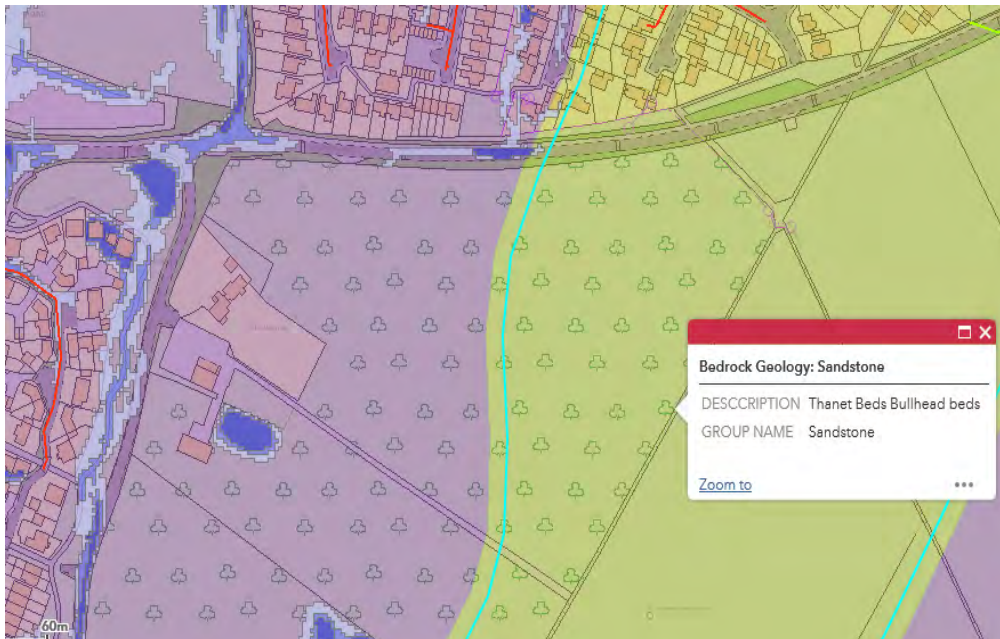 Bedrock Geology: Sandstone
DESCCRIPTION Thanet Beds Bullhead beds
GROUP NAME Sandstone
Zoom to
60m